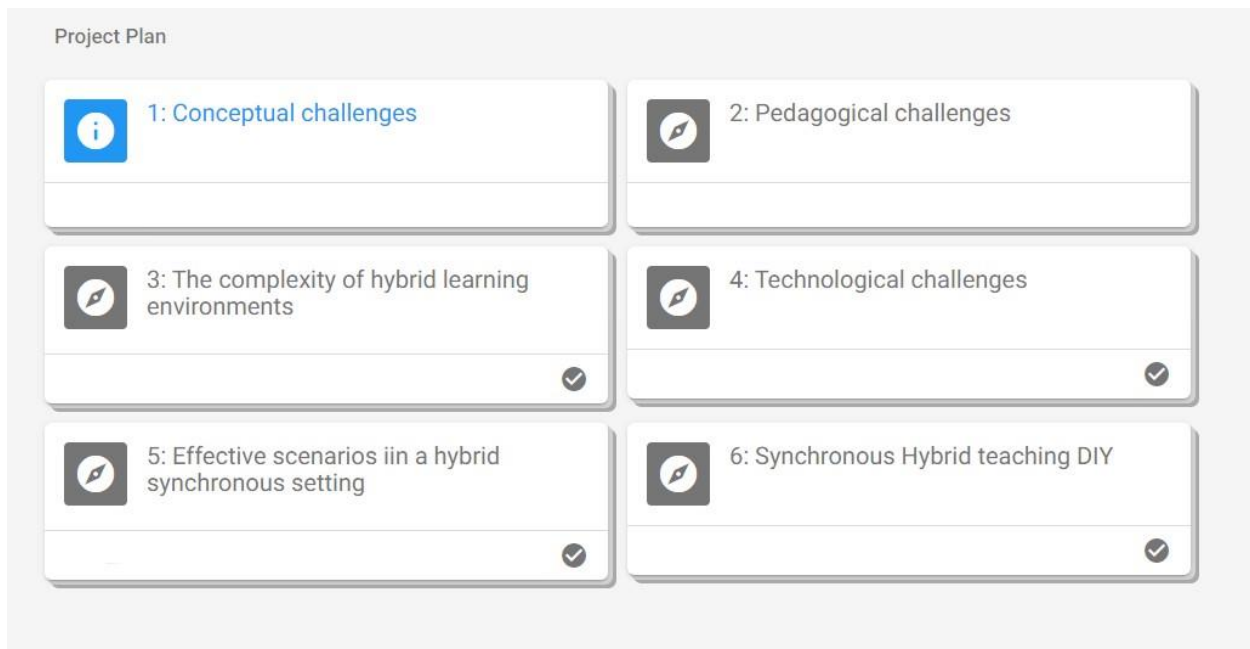 Project Plan
1: Conceptual challenges
2: Pedagogical challenges
3: The complexity of hybrid learning
environments
4: Technological challenges
5: Effective scenarios iin a hybrid
synchronous setting
6: Synchronous Hybrid teaching DIY